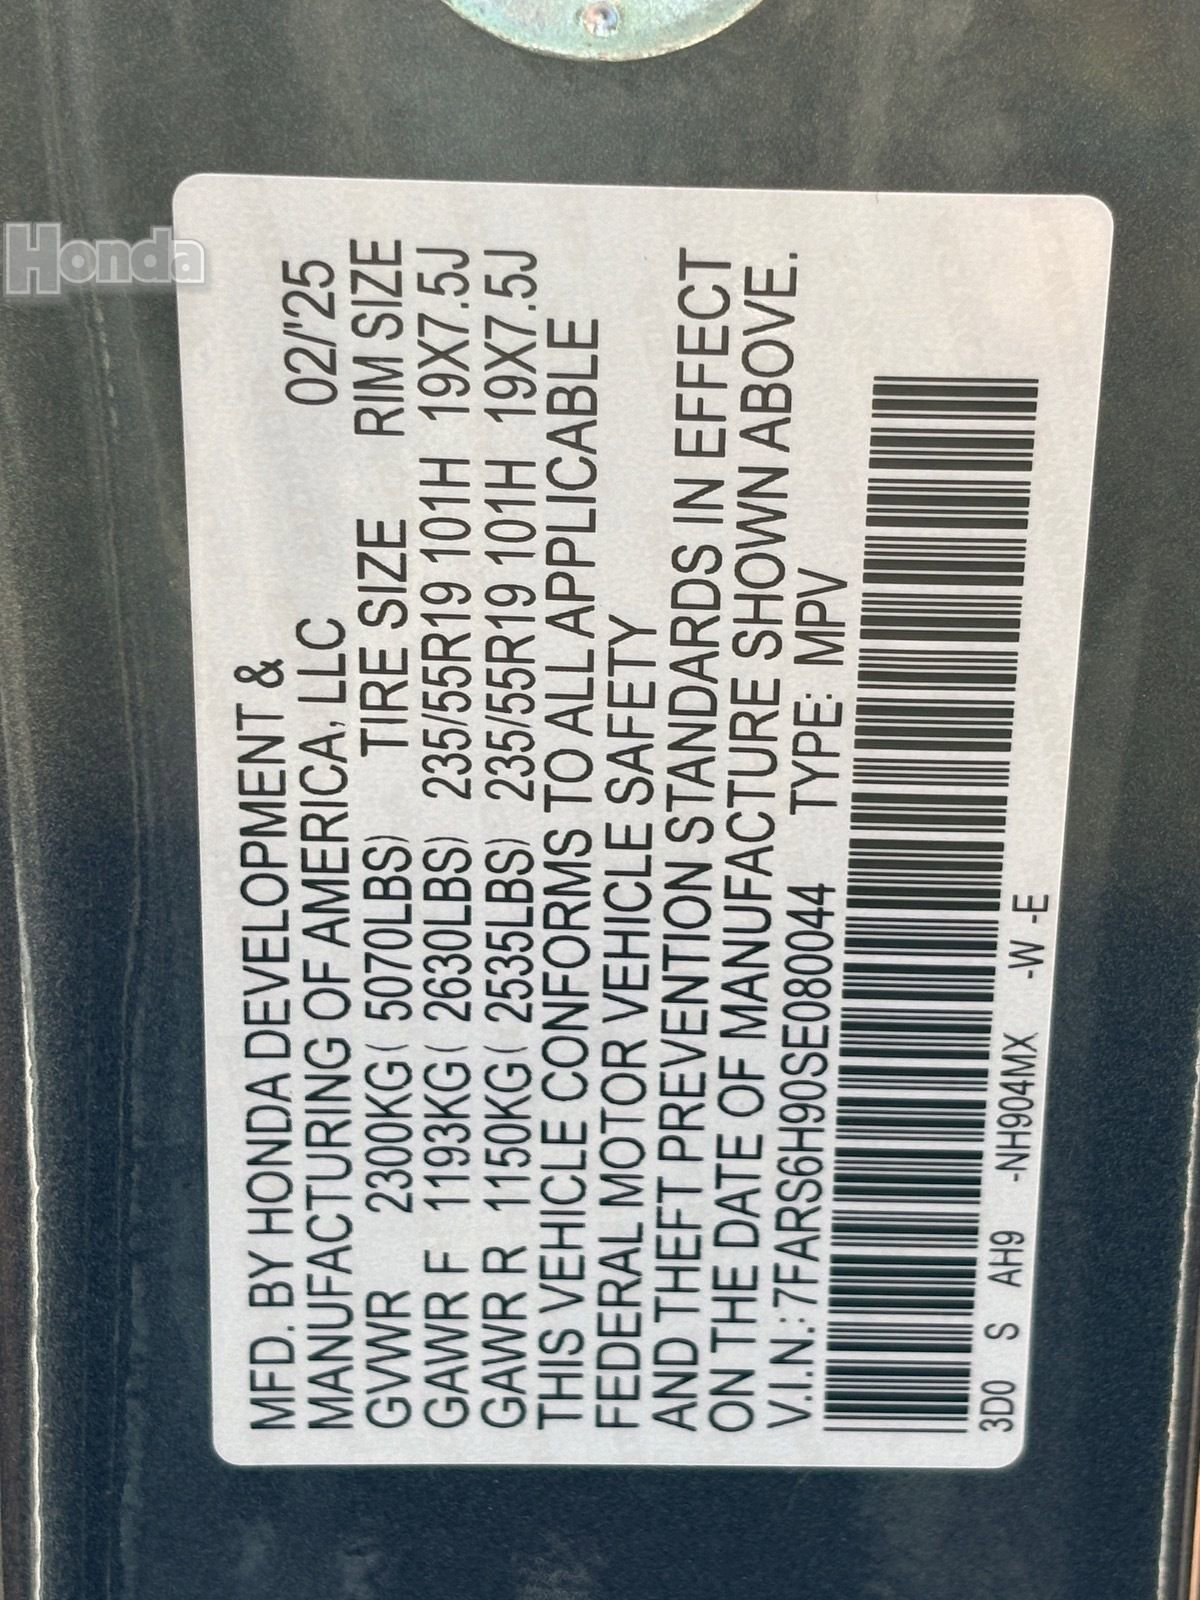 Honda
MFD. BY HONDA DEVELOPMENT &
MANUFACTURING OF AMERICA, LLC 02/'25
GVWR 2300KG( 5070LBS) TIRE SIZE RIM SIZE
GAWR F 1193KG( 2630LBS) 235/55R19 101H 19X7.5J
GAWR R 1150KG( 2535LBS) 235/55R19 101H 19X7.5J
THIS VEHICLE CONFORMS TO ALL APPLICABLE
FEDERAL MOTOR VEHICLE SAFETY
AND THEFT PREVENTION STANDARDS IN EFFECT
ON THE DATE OF MANUFACTURE SHOWN ABOVE.
V.I.N.: 7FARS6H90SE080044 TYPE: MPV
3D0 S AH9 -NH904MX -W -E